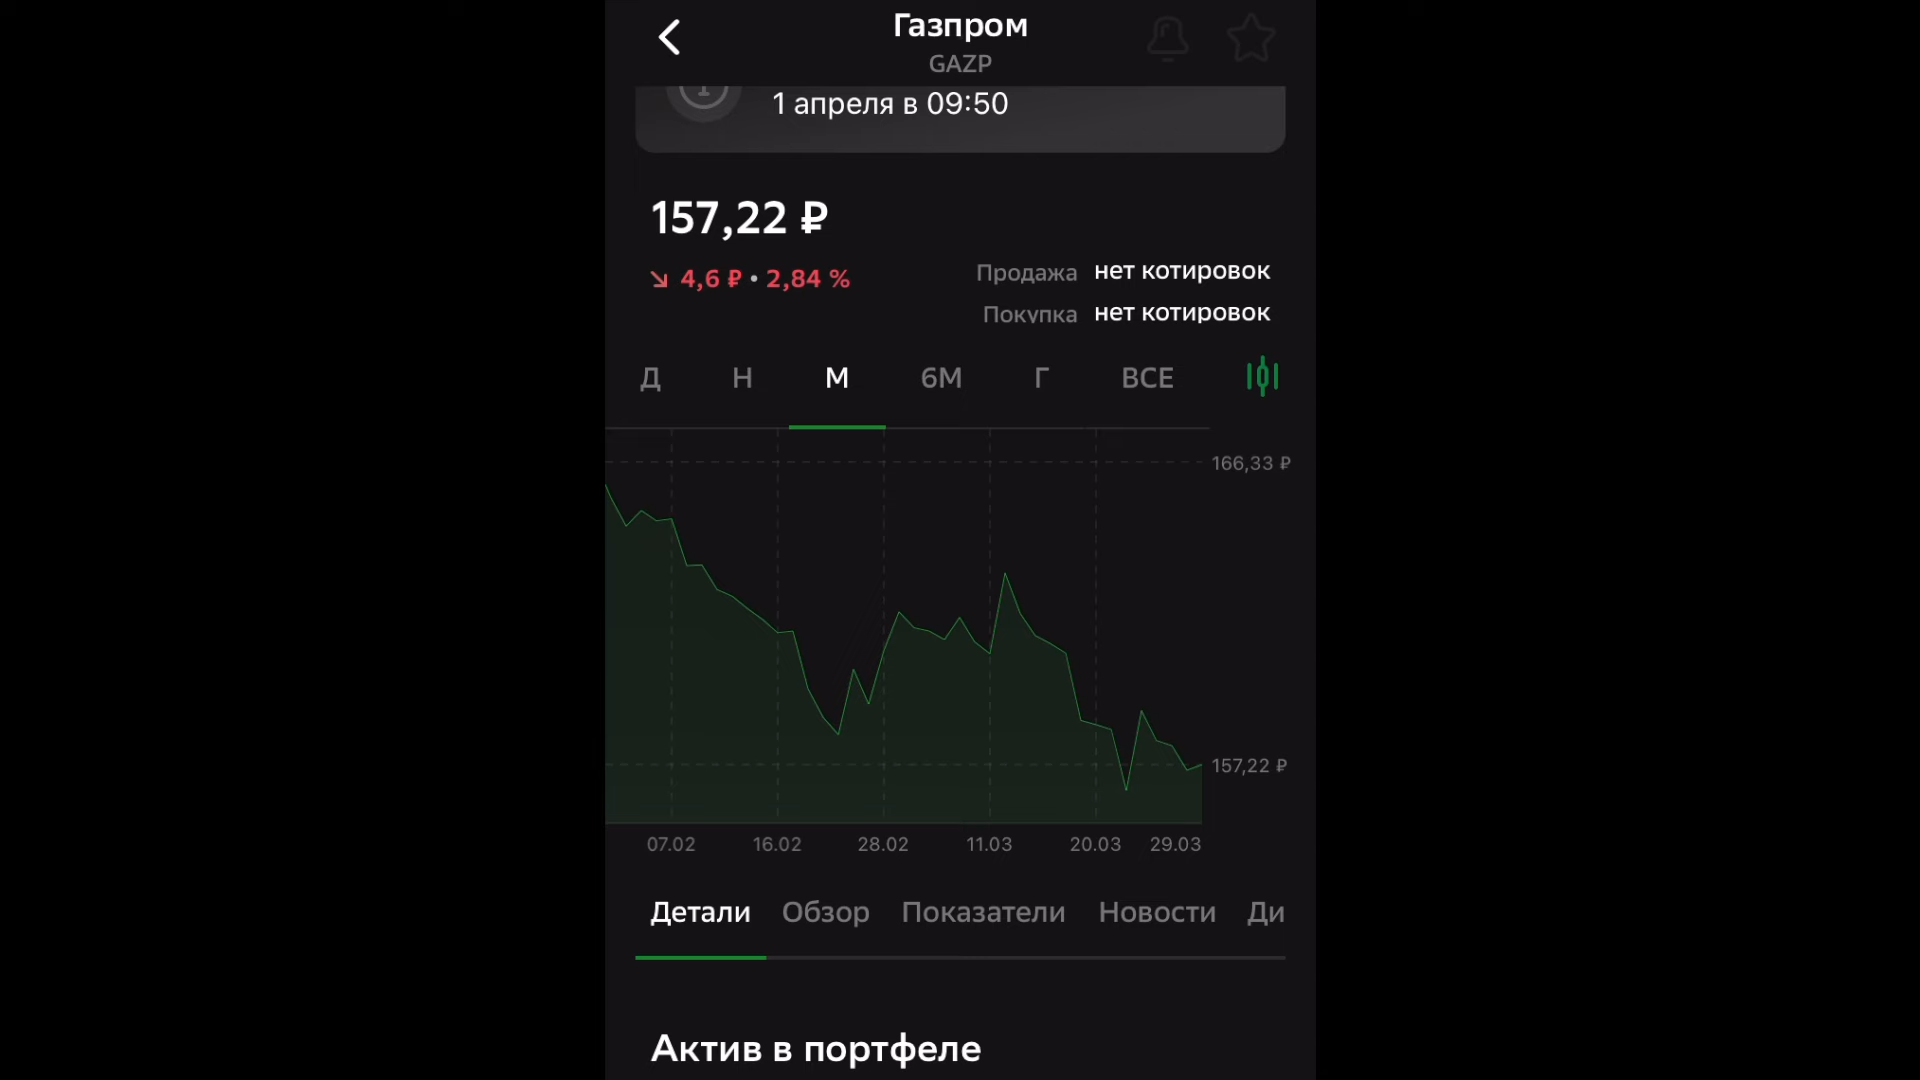 Газпром
GAZP
1 апреля в 09:50
157,22 ₽
4,6 ₽ • 2,84 %
Продажа нет котировок
Покупка нет котировок
Д Н М 6М Г ВСЕ
166,33 ₽
157,22 ₽
07.02 16.02 28.02 11.03 20.03 29.03
Детали Обзор Показатели Новости Ди
Актив в портфеле